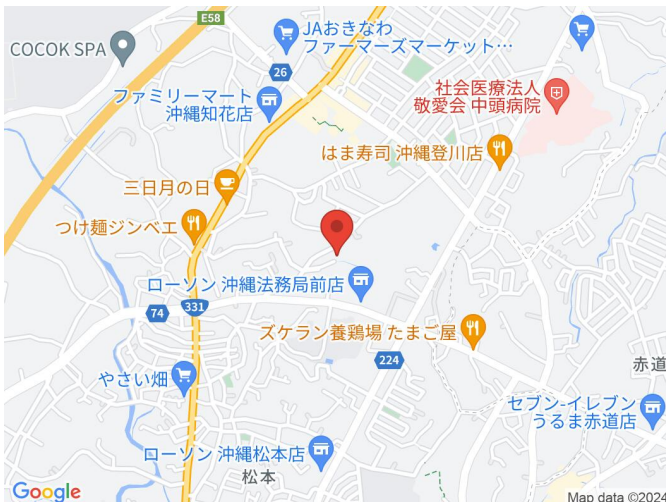 E58
COCOK SPA
JAおきなわ
ファーマーズマーケット…
26
ファミリーマート
沖縄知花店
社会医療法人
敬愛会 中頭病院
はま寿司 沖縄登川店
三日月の日
つけ麺ジンベエ
ローソン 沖縄法務局前店
331
74
ズケラン養鶏場 たまご屋
224
赤道
やさい畑
セブン-イレブン
うるま赤道店
ローソン 沖縄松本店
松本
Google
Map data ©2024